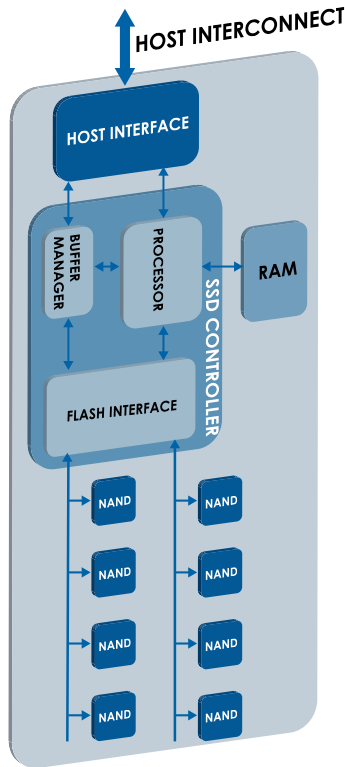 HOST INTERCONNECT
HOST INTERFACE
BUFFER
MANAGER
PROCESSOR
RAM
SSD CONTROLLER
FLASH INTERFACE
NAND
NAND
NAND
NAND
NAND
NAND
NAND
NAND